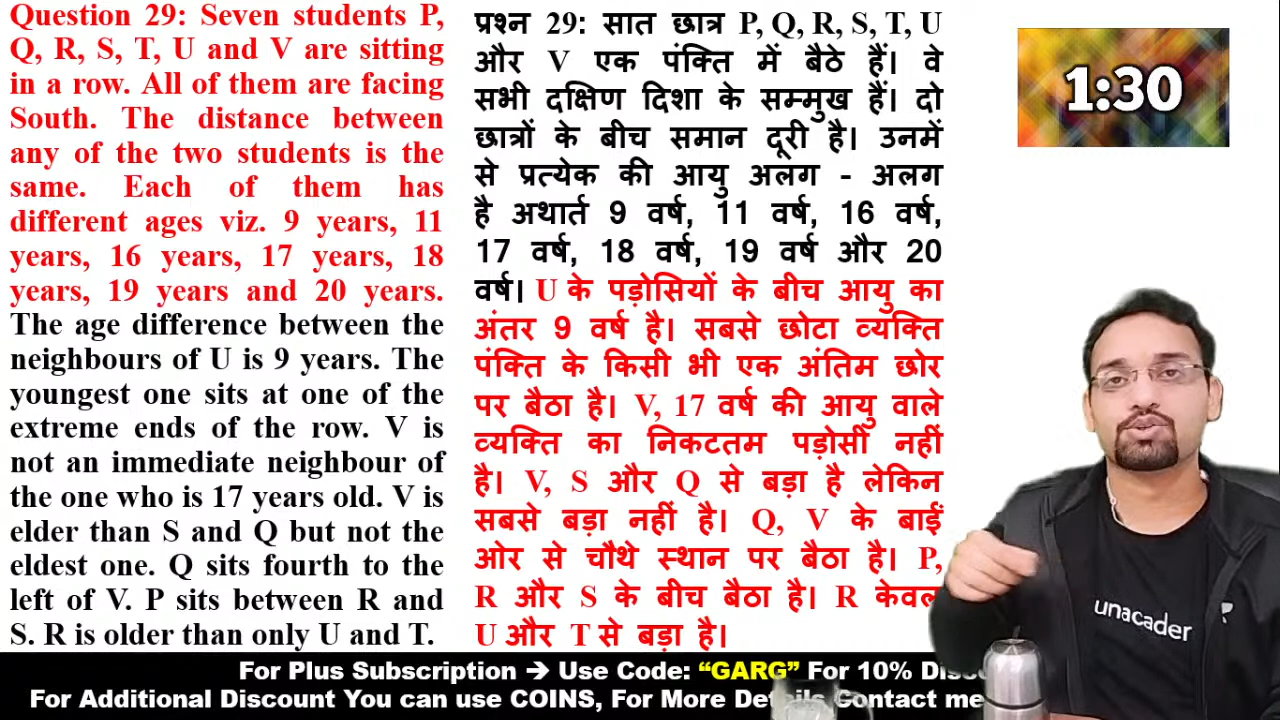 Question 29: Seven students P,
Q, R, S, T, U and V are sitting
in a row. All of them are facing
South. The distance between
any of the two students is the
same. Each of them has
different ages viz. 9 years, 11
years, 16 years, 17 years, 18
years, 19 years and 20 years.
The age difference between the
neighbours of U is 9 years. The
youngest one sits at one of the
extreme ends of the row. V is
not an immediate neighbour of
the one who is 17 years old. V is
elder than S and Q but not the
eldest one. Q sits fourth to the
left of V. P sits between R and
S. R is older than only U and T.
प्रश्न 29: सात छात्र P, Q, R, S, T, U
और V एक पंक्ति में बैठे हैं। वे
सभी दक्षिण दिशा के सम्मुख हैं। दो
छात्रों के बीच समान दूरी है। उनमें
से प्रत्येक की आयु अलग - अलग
है अथार्त 9 वर्ष, 11 वर्ष, 16 वर्ष,
17 वर्ष, 18 वर्ष, 19 वर्ष और 20
वर्ष। U के पड़ोसियों के बीच आयु का
अंतर 9 वर्ष है। सबसे छोटा व्यक्ति
पंक्ति के किसी भी एक अंतिम छोर
पर बैठा है। V, 17 वर्ष की आयु वाले
व्यक्ति का निकटतम पड़ोसी नहीं
है। V, S और Q से बड़ा है लेकिन
सबसे बड़ा नहीं है। Q, V के बाईं
ओर से चौथे स्थान पर बैठा है। P,
R और S के बीच बैठा है। R केवल
U और T से बड़ा है।
1:30
unacader
For Plus Subscription → Use Code: “GARG” For 10%
For Additional Discount You can use COINS, For More Details Contact me